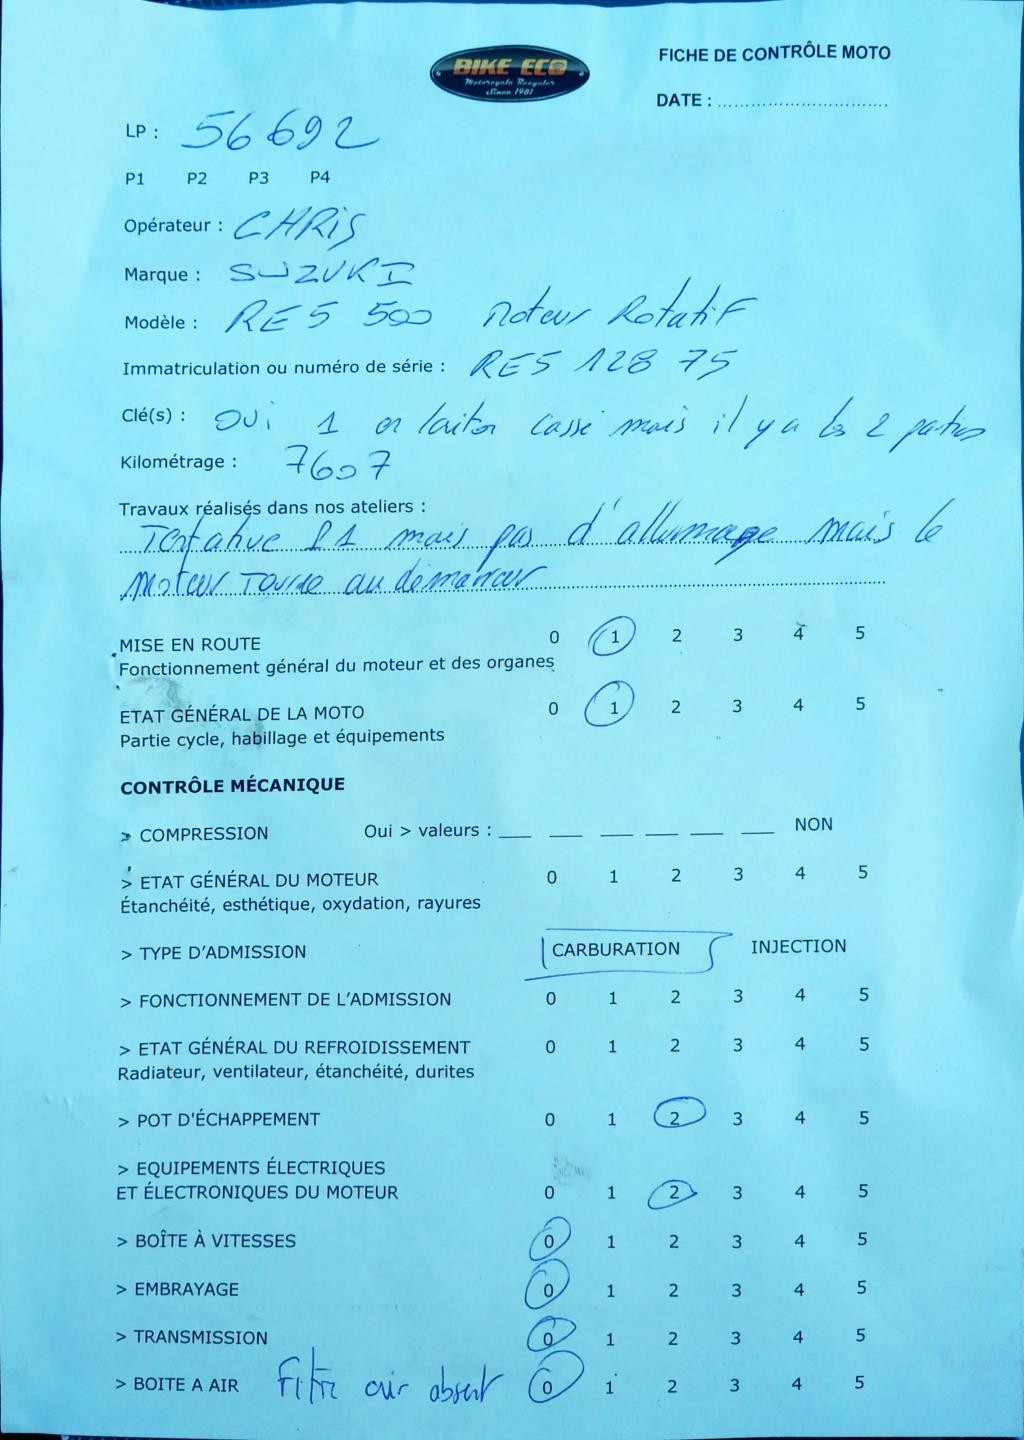 BIKE ECO
Motorcycle Recycler
Since 1981
FICHE DE CONTRÔLE MOTO
DATE : ................................
LP : 56692
P1 P2 P3 P4
Opérateur : CHRIS
Marque : SUZUKI
Modèle : RE5 500 Moteur Rotatif
Immatriculation ou numéro de série : RE5 12875
Clé(s) : oui 1 en laiton cassé mais il y a les 2 parties
Kilométrage : 7607
Travaux réalisés dans nos ateliers :
Tentative P1 mais pas d'allumage mais le
Moteur Tourne au démarreur
MISE EN ROUTE 0 1 2 3 4 5
Fonctionnement général du moteur et des organes
ETAT GÉNÉRAL DE LA MOTO 0 1 2 3 4 5
Partie cycle, habillage et équipements
CONTRÔLE MÉCANIQUE
> COMPRESSION Oui > valeurs : __ __ __ __ __ __ NON
> ETAT GÉNÉRAL DU MOTEUR 0 1 2 3 4 5
Étanchéité, esthétique, oxydation, rayures
> TYPE D'ADMISSION CARBURATION INJECTION
> FONCTIONNEMENT DE L'ADMISSION 0 1 2 3 4 5
> ETAT GÉNÉRAL DU REFROIDISSEMENT 0 1 2 3 4 5
Radiateur, ventilateur, étanchéité, durites
> POT D'ÉCHAPPEMENT 0 1 2 3 4 5
> EQUIPEMENTS ÉLECTRIQUES
ET ÉLECTRONIQUES DU MOTEUR 0 1 2 3 4 5
> BOÎTE À VITESSES 0 1 2 3 4 5
> EMBRAYAGE 0 1 2 3 4 5
> TRANSMISSION 0 1 2 3 4 5
> BOITE A AIR Filtre air absent 0 1 2 3 4 5